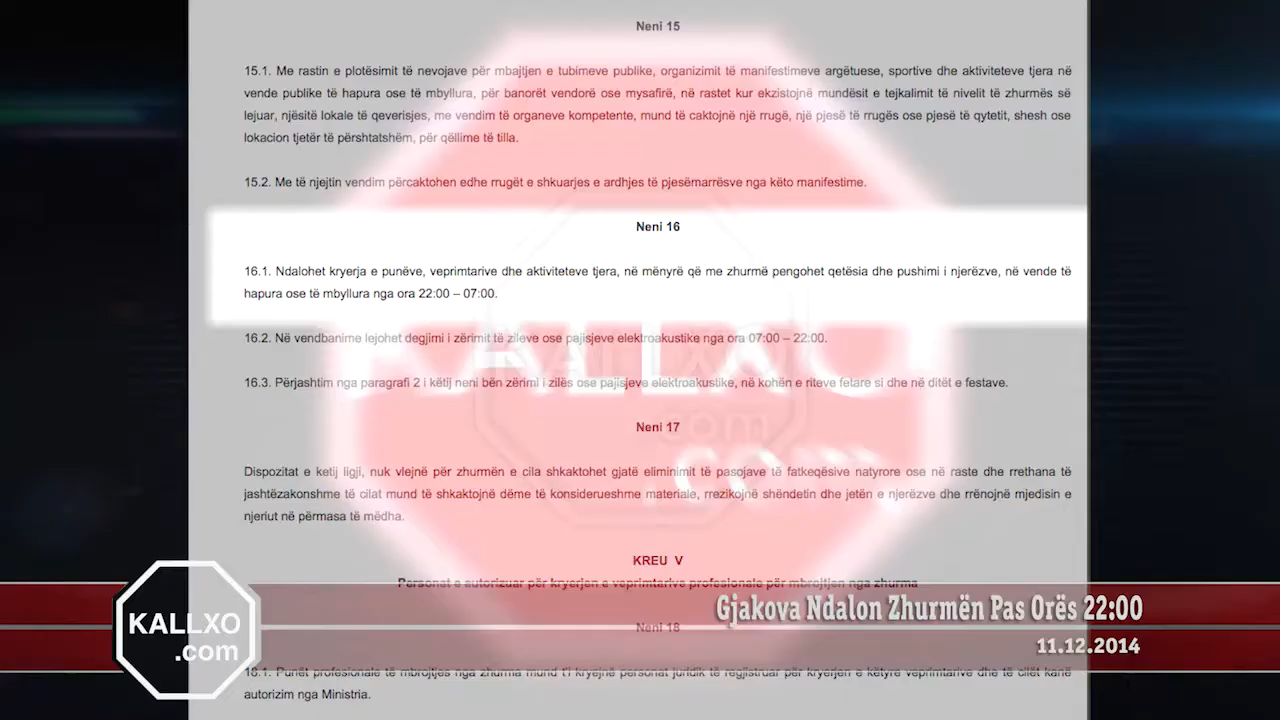 Neni 15
15.1. Me rastin e plotësimit të nevojave për mbajtjen e tubimeve publike, organizimit të manifestimeve argëtuese, sportive dhe aktiviteteve tjera në
vende publike të hapura ose të mbyllura, për banorët vendorë ose mysafirë, në rastet kur ekzistojnë mundësit e tejkalimit të nivelit të zhurmës së
lejuar, njësitë lokale të qeverisjes, me vendim të organeve kompetente, mund të caktojnë një rrugë, një pjesë të rrugës ose pjesë të qytetit, shesh ose
lokacion tjetër të përshtatshëm, për qëllime të tilla.
15.2. Me të njejtin vendim përcaktohen edhe rrugët e shkuarjes e ardhjes të pjesëmarrësve nga këto manifestime.
Neni 16
16.1. Ndalohet kryerja e punëve, veprimtarive dhe aktiviteteve tjera, në mënyrë që me zhurmë pengohet qetësia dhe pushimi i njerëzve, në vende të
hapura ose të mbyllura nga ora 22:00 – 07:00.
16.2. Në vendbanime lejohet degjimi i zërimit të zileve ose pajisjeve elektroakustike nga ora 07:00 – 22:00.
16.3. Përjashtim nga paragrafi 2 i këtij neni bën zërimi i zilës ose pajisjeve elektroakustike, në kohën e riteve fetare si dhe në ditët e festave.
KALLXO
.com
Neni 17
Dispozitat e ketij ligji, nuk vlejnë për zhurmën e cila shkaktohet gjatë eliminimit të pasojave të fatkeqësive natyrore ose në raste dhe rrethana të
jashtëzakonshme të cilat mund të shkaktojnë dëme të konsiderueshme materiale, rrezikojnë shëndetin dhe jetën e njerëzve dhe rrënojnë mjedisin e
njeriut në përmasa të mëdha.
KREU V
Personat e autorizuar për kryerjen e veprimtarive profesionale për mbrojtjen nga zhurma
Gjakova Ndalon Zhurmën Pas Orës 22:00
Neni 18
11.12.2014
KALLXO
.com
18.1. Punët profesionale të mbrojtjes nga zhurma mund t'i kryejnë personat juridik të regjistruar për kryerjen e këtyre veprimtarive dhe të cilët kanë
autorizim nga Ministria.